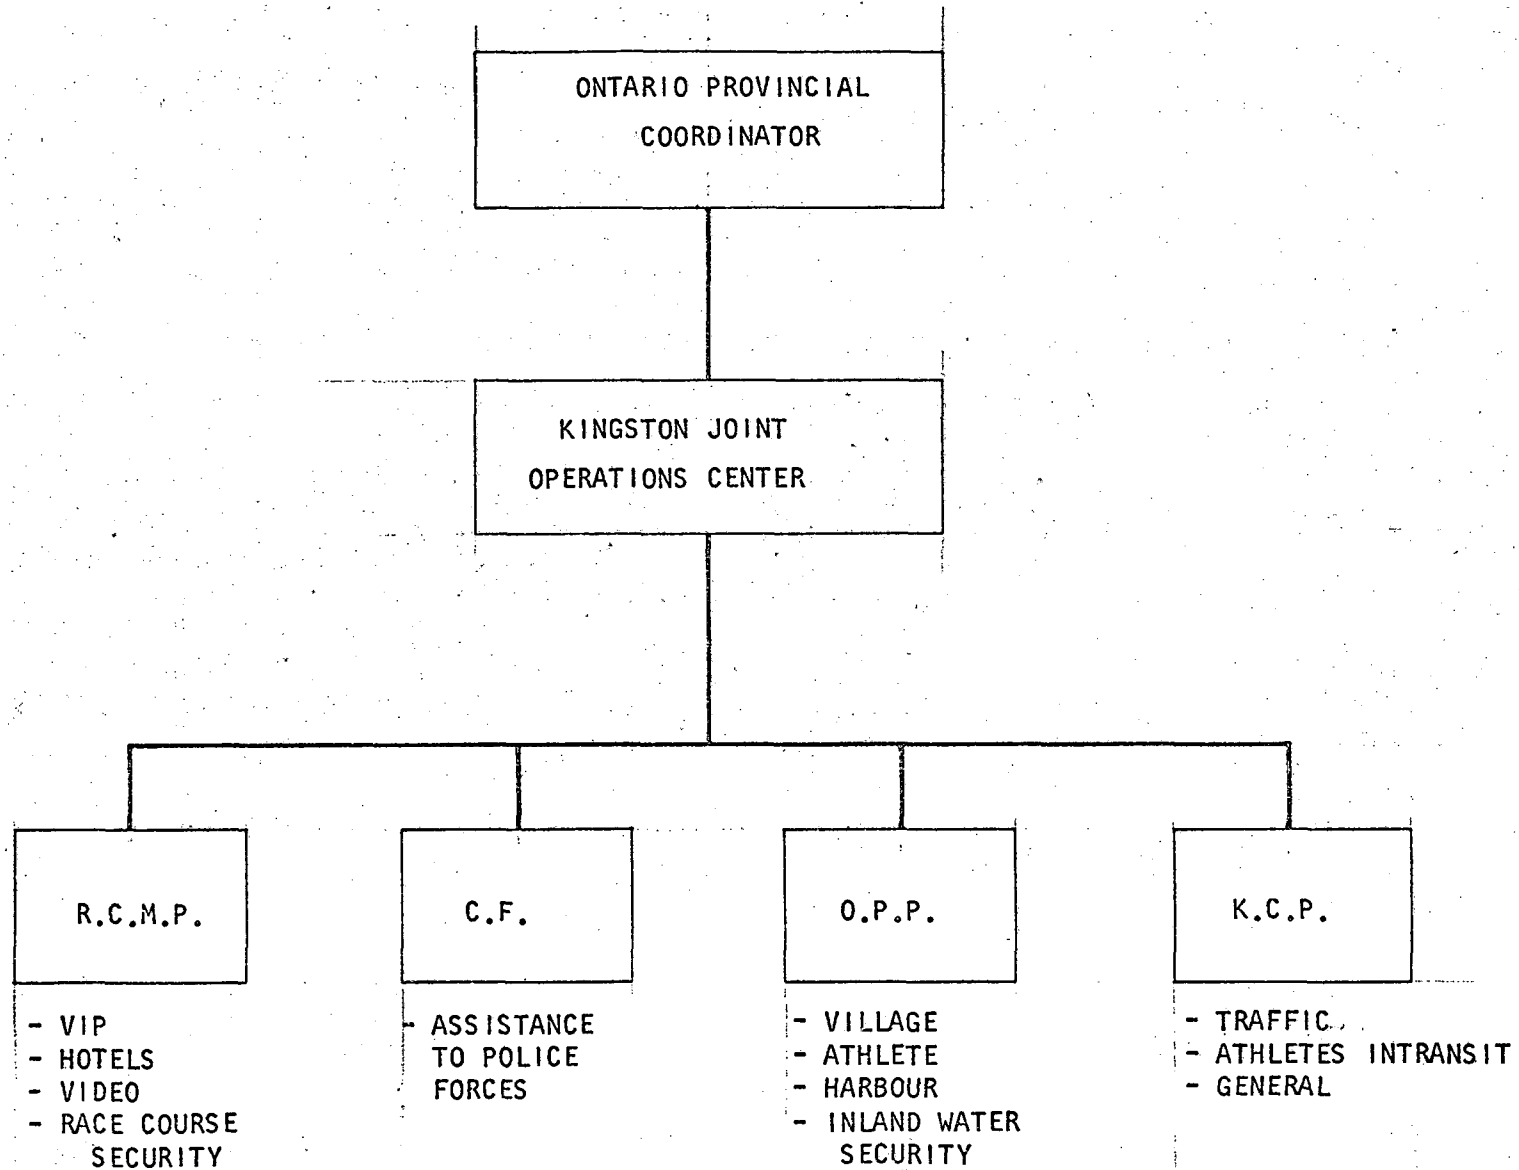 ONTARIO PROVINCIAL
COORDINATOR
KINGSTON JOINT
OPERATIONS CENTER
R.C.M.P.
- VIP
- HOTELS
- VIDEO
- RACE COURSE
SECURITY
C.F.
- ASSISTANCE
TO POLICE
FORCES
O.P.P.
- VILLAGE
- ATHLETE
- HARBOUR
- INLAND WATER
SECURITY
K.C.P.
- TRAFFIC
- ATHLETES INTRANSIT
- GENERAL